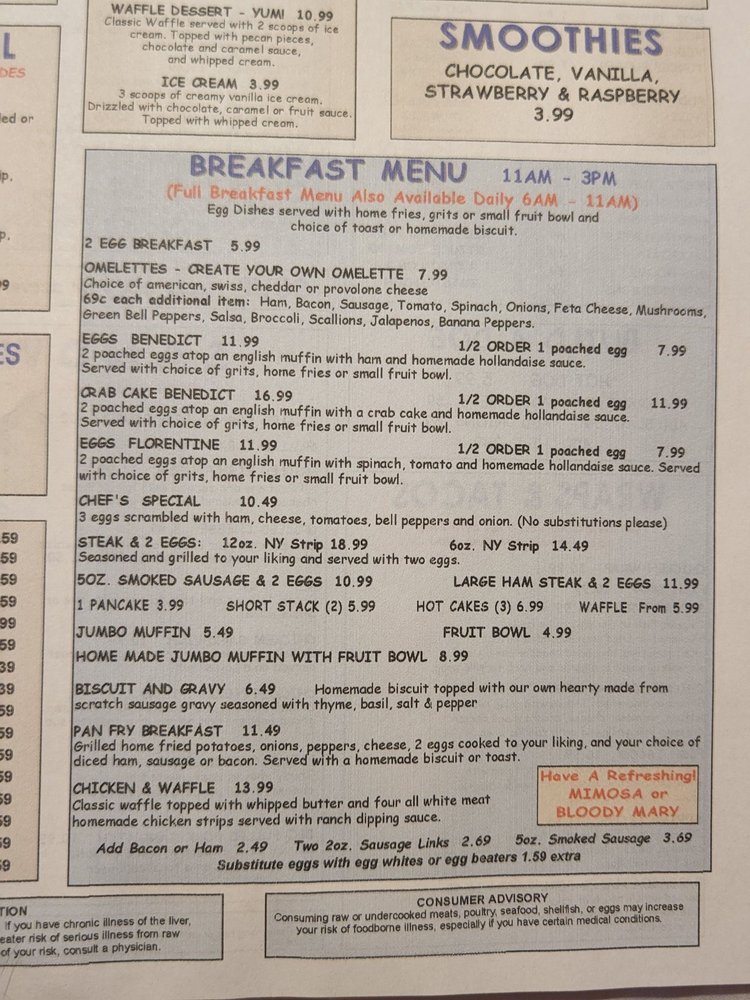 WAFFLE DESSERT - YUM! 10.99
Classic Waffle served with 2 scoops of ice
cream. Topped with pecan pieces,
chocolate and caramel sauce,
and whipped cream.
ICE CREAM 3.99
3 scoops of creamy vanilla ice cream.
Drizzled with chocolate, caramel or fruit sauce.
Topped with whipped cream.
SMOOTHIES
CHOCOLATE, VANILLA,
STRAWBERRY & RASPBERRY
3.99
BREAKFAST MENU 11AM - 3PM
(Full Breakfast Menu Also Available Daily 6AM - 11AM)
Egg Dishes served with home fries, grits or small fruit bowl and
choice of toast or homemade biscuit.
2 EGG BREAKFAST 5.99
OMELETTES - CREATE YOUR OWN OMELETTE 7.99
Choice of american, swiss, cheddar or provolone cheese
69c each additional item: Ham, Bacon, Sausage, Tomato, Spinach, Onions, Feta Cheese, Mushrooms,
Green Bell Peppers, Salsa, Broccoli, Scallions, Jalapenos, Banana Peppers.
EGGS BENEDICT 11.99 1/2 ORDER 1 poached egg 7.99
2 poached eggs atop an english muffin with ham and homemade hollandaise sauce.
Served with choice of grits, home fries or small fruit bowl.
CRAB CAKE BENEDICT 16.99 1/2 ORDER 1 poached egg 11.99
2 poached eggs atop an english muffin with a crab cake and homemade hollandaise sauce.
Served with choice of grits, home fries or small fruit bowl.
EGGS FLORENTINE 11.99 1/2 ORDER 1 poached egg 7.99
2 poached eggs atop an english muffin with spinach, tomato and homemade hollandaise sauce. Served
with choice of grits, home fries or small fruit bowl.
CHEF'S SPECIAL 10.49
3 eggs scrambled with ham, cheese, tomatoes, bell peppers and onion. (No substitutions please)
STEAK & 2 EGGS: 12oz. NY Strip 18.99 6oz. NY Strip 14.49
Seasoned and grilled to your liking and served with two eggs.
5OZ. SMOKED SAUSAGE & 2 EGGS 10.99 LARGE HAM STEAK & 2 EGGS 11.99
1 PANCAKE 3.99 SHORT STACK (2) 5.99 HOT CAKES (3) 6.99 WAFFLE From 5.99
JUMBO MUFFIN 5.49 FRUIT BOWL 4.99
HOME MADE JUMBO MUFFIN WITH FRUIT BOWL 8.99
BISCUIT AND GRAVY 6.49 Homemade biscuit topped with our own hearty made from
scratch sausage gravy seasoned with thyme, basil, salt & pepper
PAN FRY BREAKFAST 11.49
Grilled home fried potatoes, onions, peppers, cheese, 2 eggs cooked to your liking, and your choice of
diced ham, sausage or bacon. Served with a homemade biscuit or toast.
CHICKEN & WAFFLE 13.99
Classic waffle topped with whipped butter and four all white meat
homemade chicken strips served with ranch dipping sauce.
Have A Refreshing!
MIMOSA or
BLOODY MARY
Add Bacon or Ham 2.49 Two 2oz. Sausage Links 2.69 5oz. Smoked Sausage 3.69
Substitute eggs with egg whites or egg beaters 1.59 extra
if you have chronic illness of the liver,
risk of serious illness from raw
of your risk, consult a physician.
CONSUMER ADVISORY
Consuming raw or undercooked meats, poultry, seafood, shellfish, or eggs may increase
your risk of foodborne illness, especially if you have certain medical conditions.